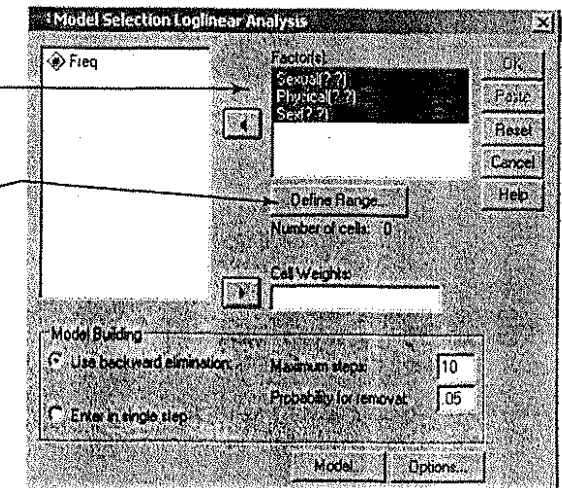 Model Selection Loglinear Analysis
Freq
Factor(s):
Sexual(? ?)
Physical(? ?)
Sex(? ?)
OK
Paste
Reset
Cancel
Help
Define Range...
Number of cells: 0
Cell Weights:
Model Building
Use backward elimination:
Maximum steps: 10
Probability for removal: .05
Enter in single step
Model...
Options...